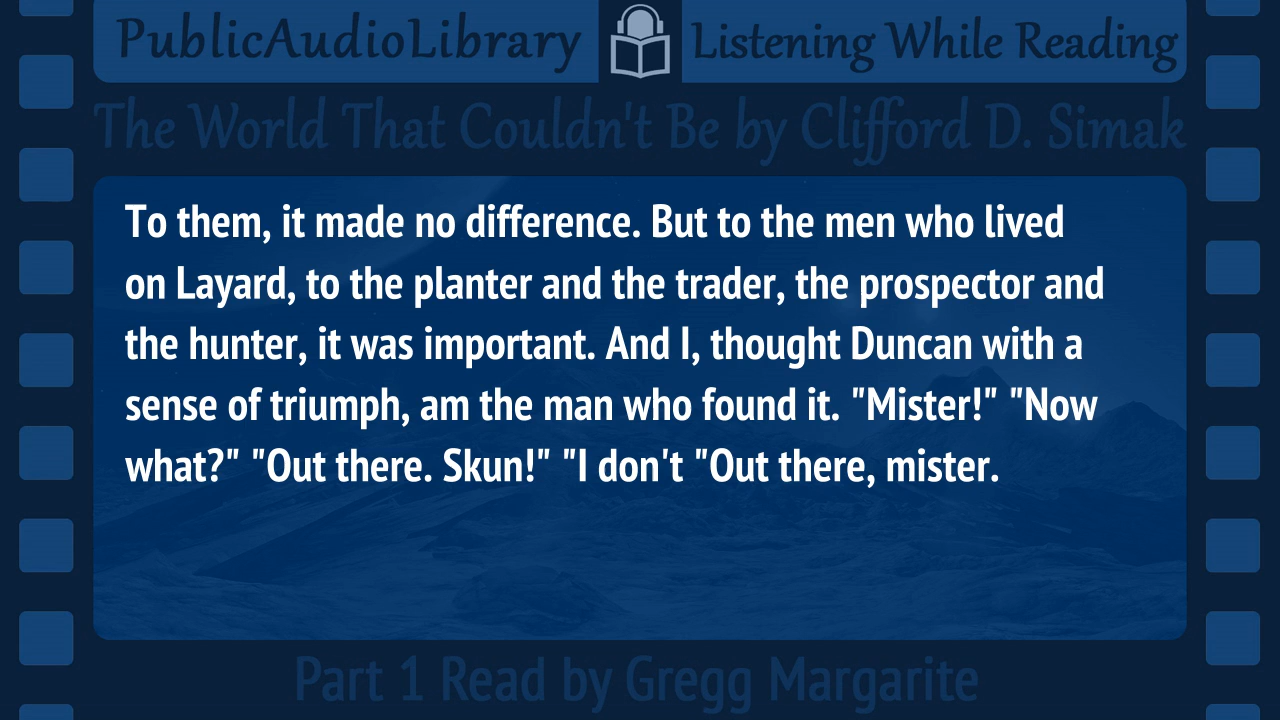 PublicAudioLibrary
Listening While Reading
The World That Couldn't Be by Clifford D. Simak
To them, it made no difference. But to the men who lived
on Layard, to the planter and the trader, the prospector and
the hunter, it was important. And I, thought Duncan with a
sense of triumph, am the man who found it. "Mister!" "Now
what?" "Out there. Skun!" "I don't "Out there, mister.
Part 1 Read by Gregg Margarite